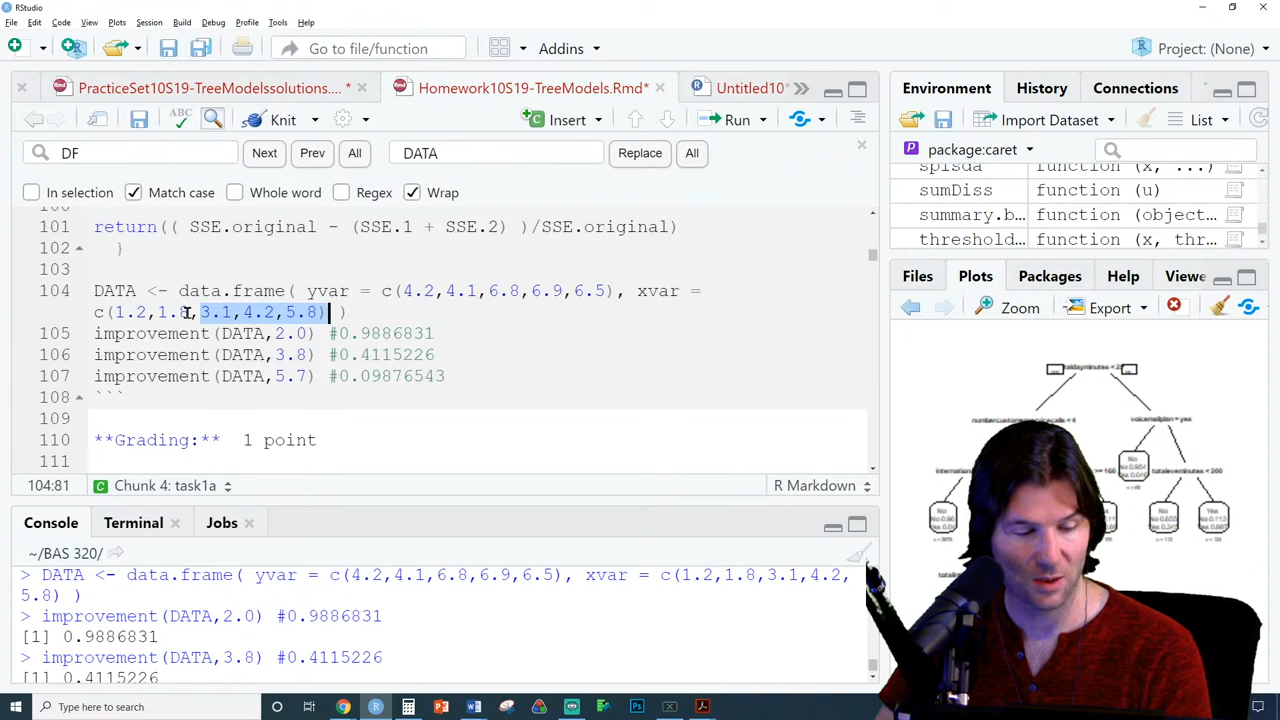 RStudio
File Edit Code View Plots Session Build Debug Profile Tools Help
Go to file/function Addins Project: (None)
PracticeSet10S19-TreeModelssolutions.... * Homework10S19-TreeModels.Rmd* Untitled10*
ABC Knit Insert Run
DF Next Prev All DATA Replace All
In selection Match case Whole word Regex Wrap
101 return(( SSE.original - (SSE.1 + SSE.2) )/SSE.original)
102 }
103
104 DATA <- data.frame( yvar = c(4.2,4.1,6.8,6.9,6.5), xvar =
c(1.2,1.8,3.1,4.2,5.8) )
105 improvement(DATA,2.0) #0.9886831
106 improvement(DATA,3.8) #0.4115226
107 improvement(DATA,5.7) #0.09876543
108 ```
109
110 **Grading:** 1 point
111
104:81 Chunk 4: task1a R Markdown
Console Terminal Jobs
~/BAS 320/
> DATA <- data.frame( yvar = c(4.2,4.1,6.8,6.9,6.5), xvar = c(1.2,1.8,3.1,4.2,
5.8) )
> improvement(DATA,2.0) #0.9886831
[1] 0.9886831
> improvement(DATA,3.8) #0.4115226
[1] 0.4115226
Environment History Connections
Import Dataset List
package:caret
splsda function (x, ...)
sumDiss function (u)
summary.b… function (object…
threshold… function (x, thr…
Files Plots Packages Help Viewe
Zoom Export
voicemailplan=yes
totaleveminutes < 200
Type here to search